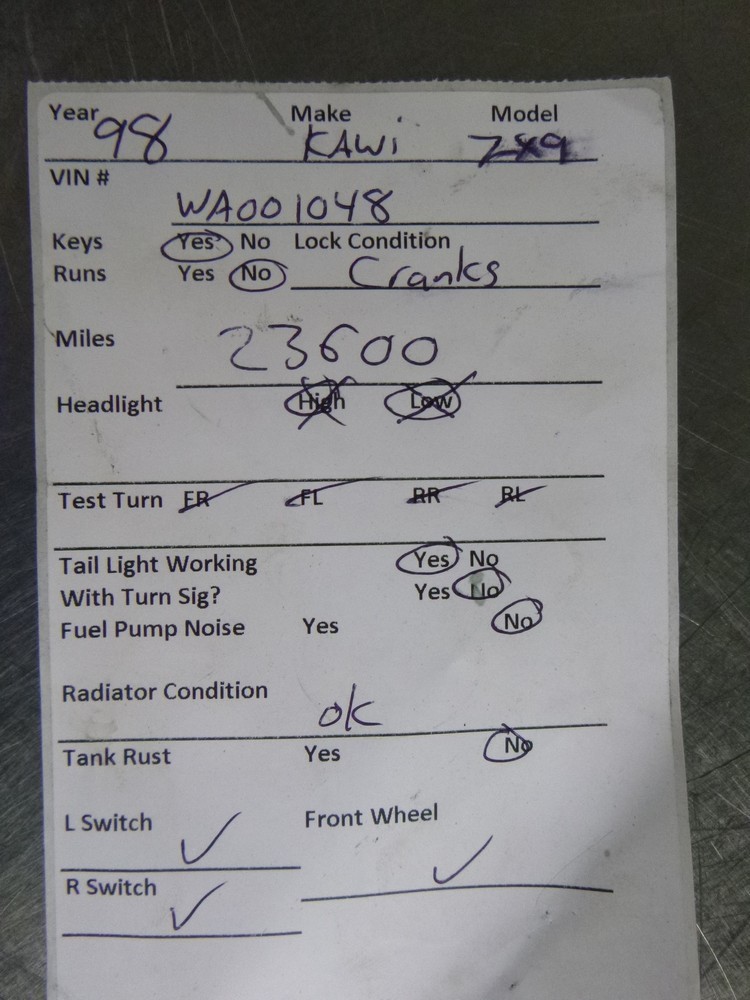 Year 98 Make KAWi Model ZX9
VIN # WA001048
Keys Yes No Lock Condition
Runs Yes No Cranks
Miles 23600
Headlight High Low
Test Turn FR FL RR RL
Tail Light Working Yes No
With Turn Sig? Yes No
Fuel Pump Noise Yes No
Radiator Condition ok
Tank Rust Yes No
L Switch ✓ Front Wheel ✓
R Switch ✓